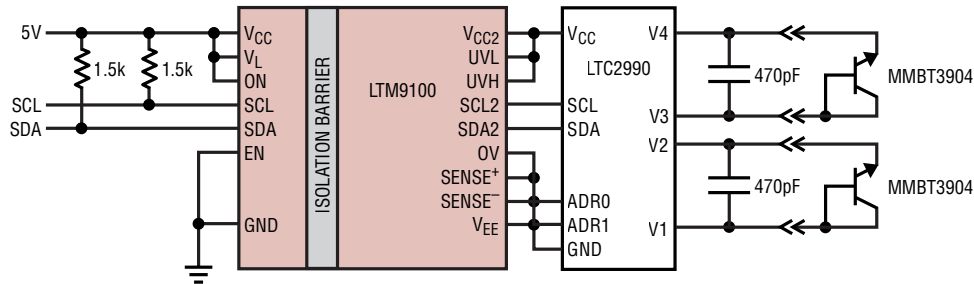 5V
1.5k
1.5k
SCL
SDA
VCC
VL
ON
SCL
SDA
EN
GND
ISOLATION BARRIER
LTM9100
VCC2
UVL
UVH
SCL2
SDA2
OV
SENSE+
SENSE–
VEE
VCC
LTC2990
SCL
SDA
ADR0
ADR1
GND
V4
V3
V2
V1
470pF
470pF
MMBT3904
MMBT3904